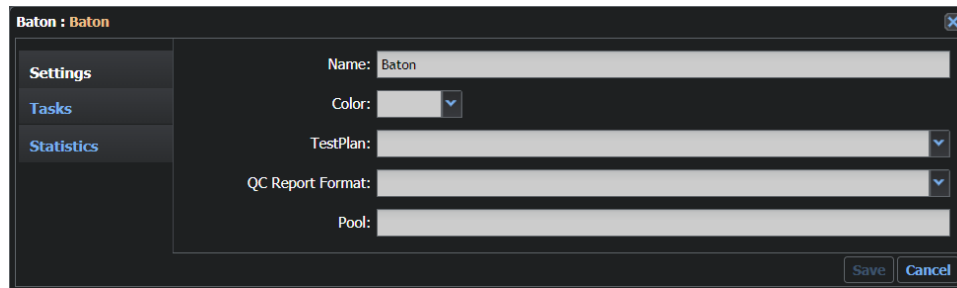 Baton : Baton
Settings
Tasks
Statistics
Name: Baton
Color:
TestPlan:
QC Report Format:
Pool:
Save Cancel